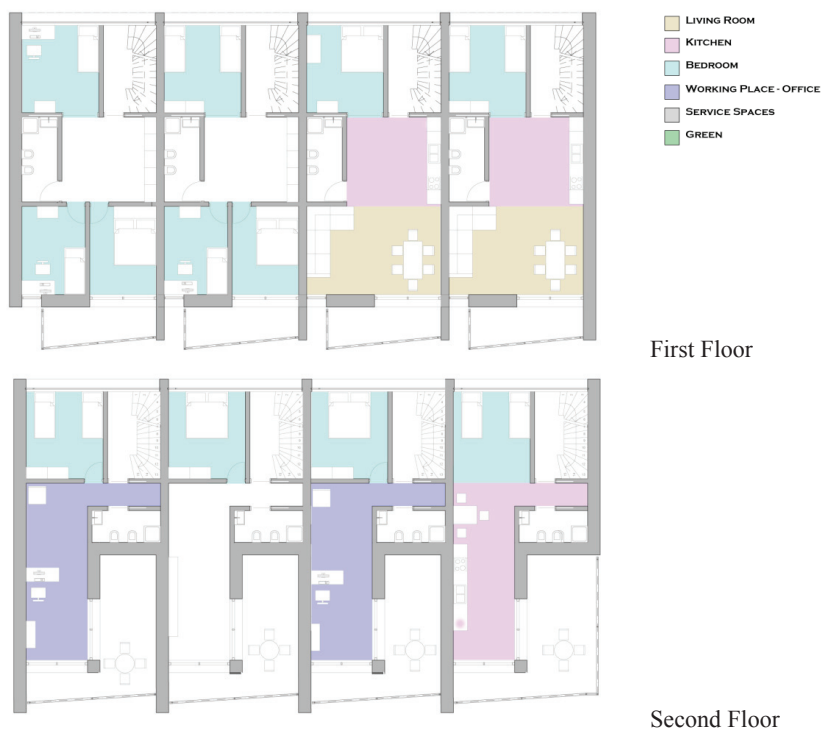 LIVING ROOM
KITCHEN
BEDROOM
WORKING PLACE - OFFICE
SERVICE SPACES
GREEN
First Floor
Second Floor